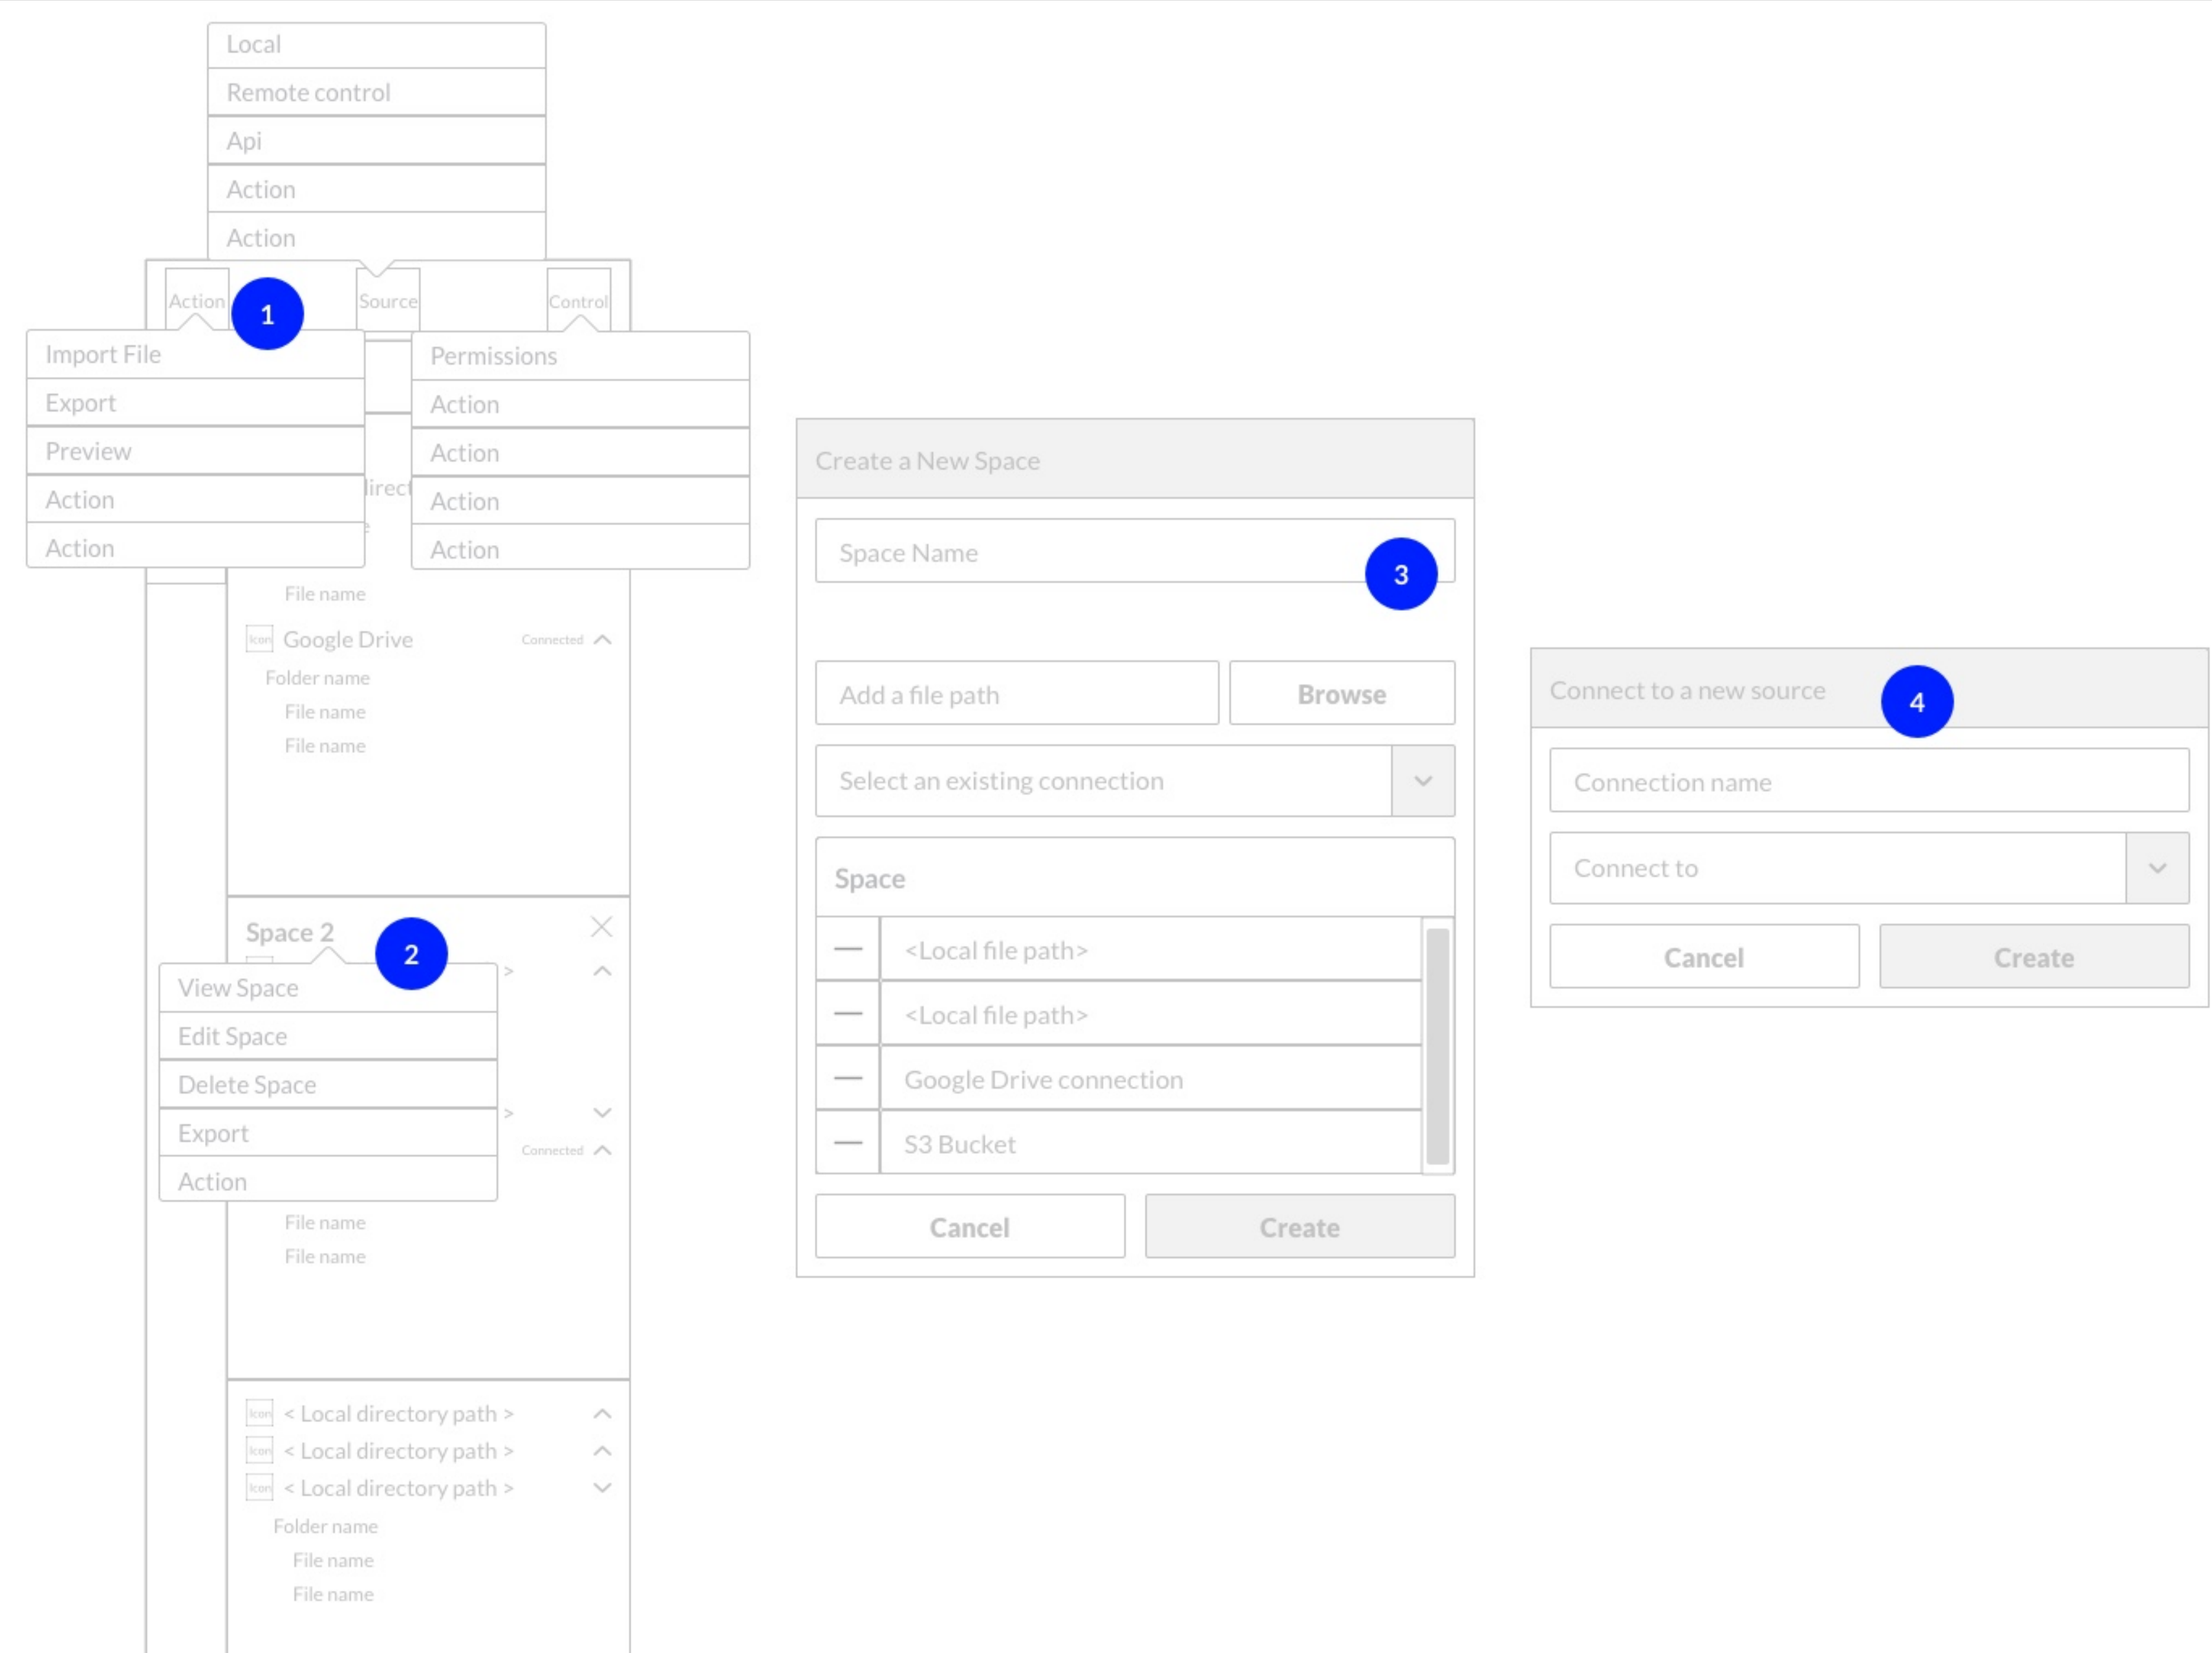 Local
Remote control
Api
Action
Action
Action
1
Source
Control
Import File
Export
Preview
Action
Action
Permissions
Action
Action
Action
Action
File name
Icon Google Drive Connected
Folder name
File name
File name
Space 2
2
>
View Space
Edit Space
Delete Space
Export
Action
>
Connected
File name
File name
Icon < Local directory path >
Icon < Local directory path >
Icon < Local directory path >
Folder name
File name
File name
Create a New Space
Space Name
3
Add a file path
Browse
Select an existing connection
Space
<Local file path>
<Local file path>
Google Drive connection
S3 Bucket
Cancel
Create
Connect to a new source
4
Connection name
Connect to
Cancel
Create